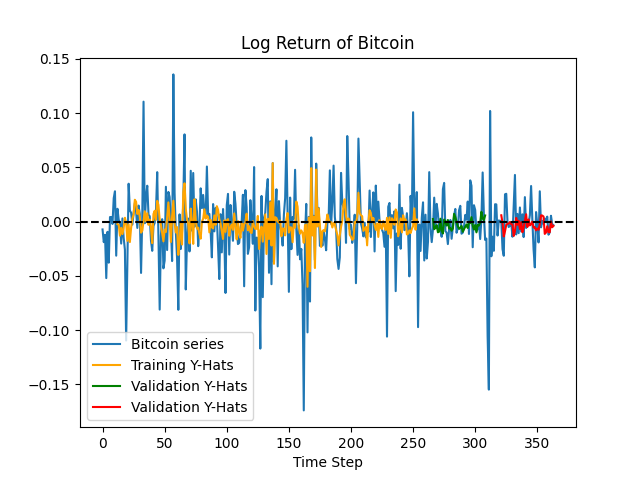 Log Return of Bitcoin
0.15
0.10
0.05
0.00
−0.05
−0.10
−0.15
Bitcoin series
Training Y-Hats
Validation Y-Hats
Validation Y-Hats
0 50 100 150 200 250 300 350
Time Step